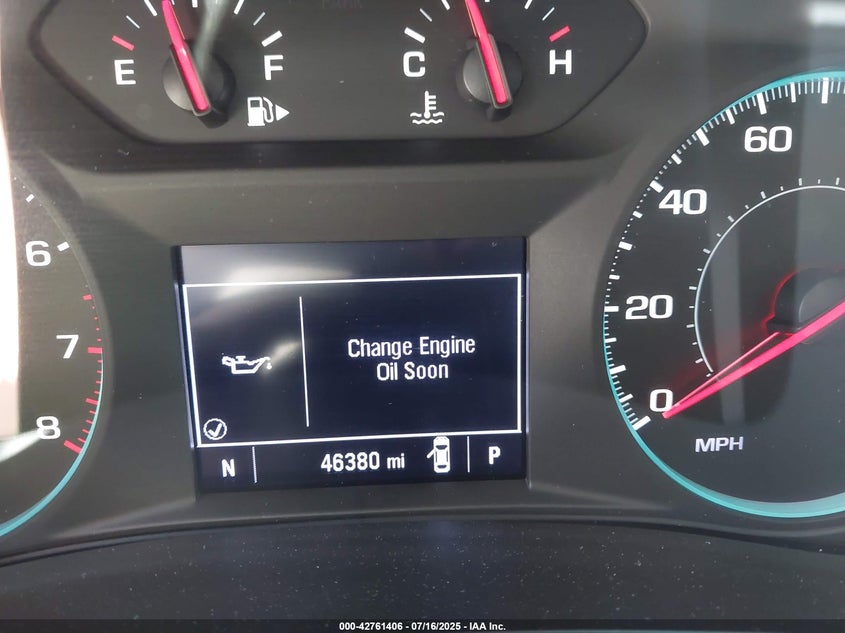 E F
C H
6
7
8
60
40
20
0
MPH
Change Engine
Oil Soon
N 46380 mi P
000-42761406 - 07/16/2025 - IAA Inc.